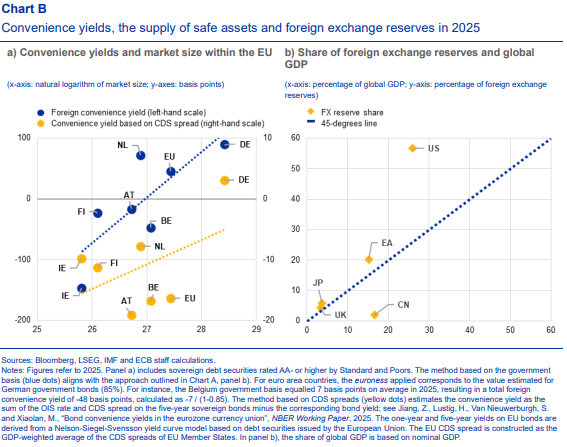 Chart B
Convenience yields, the supply of safe assets and foreign exchange reserves in 2025
a) Convenience yields and market size within the EU
(x-axis: natural logarithm of market size; y-axes: basis points)
Foreign convenience yield (left-hand scale)
Convenience yield based on CDS spread (right-hand scale)
100
0
-100
-200
10
0
-10
-20
25
26
27
28
29
NL
EU
DE
DE
AT
FI
BE
NL
IE
FI
IE
AT
BE
EU
b) Share of foreign exchange reserves and global
GDP
(x-axis: percentage of global GDP; y-axis: percentage of foreign exchange
reserves)
FX reserve share
45-degrees line
60
50
40
30
20
10
0
0
10
20
30
40
50
60
US
EA
JP
UK
CN
Sources: Bloomberg, LSEG, IMF and ECB staff calculations.
Notes: Figures refer to 2025. Panel a) includes sovereign debt securities rated AA- or higher by Standard and Poors. The method based on the government
basis (blue dots) aligns with the approach outlined in Chart A, panel b). For euro area countries, the euroness applied corresponds to the value estimated for
German government bonds (85%). For instance, the Belgium government basis equalled 7 basis points on average in 2025, resulting in a total foreign
convenience yield of -48 basis points, calculated as -7 / (1-0.85). The method based on CDS spreads (yellow dots) estimates the convenience yield as the
sum of the OIS rate and CDS spread on the five-year sovereign bonds minus the corresponding bond yield; see Jiang, Z., Lustig, H., Van Nieuwerburgh, S.
and Xiaolan, M., "Bond convenience yields in the eurozone currency union", NBER Working Paper, 2025. The one-and five-year yields on EU bonds are
derived from a Nelson-Siegel-Svensson yield curve model based on debt securities issued by the European Union. The EU CDS spread is constructed as the
GDP-weighted average of the CDS spreads of EU Member States. In panel b), the share of global GDP is based on nominal GDP.